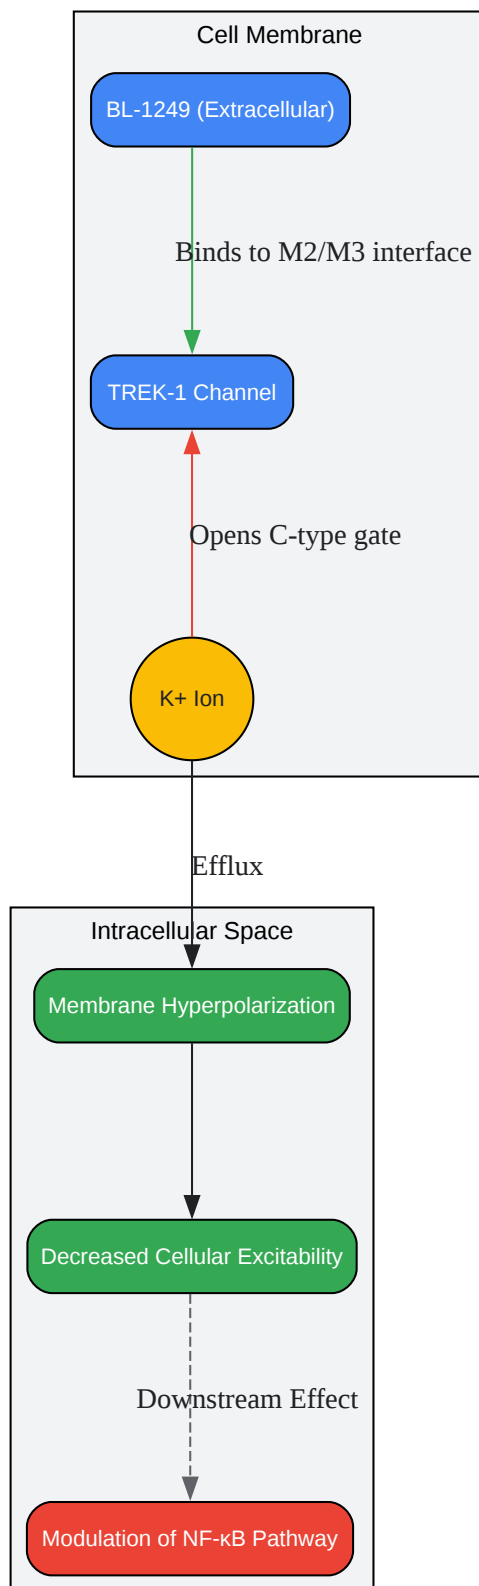 Cell Membrane
BL-1249 (Extracellular)
Binds to M2/M3 interface
TREK-1 Channel
Opens C-type gate
K+ Ion
Efflux
Intracellular Space
Membrane Hyperpolarization
Decreased Cellular Excitability
Downstream Effect
Modulation of NF-κB Pathway